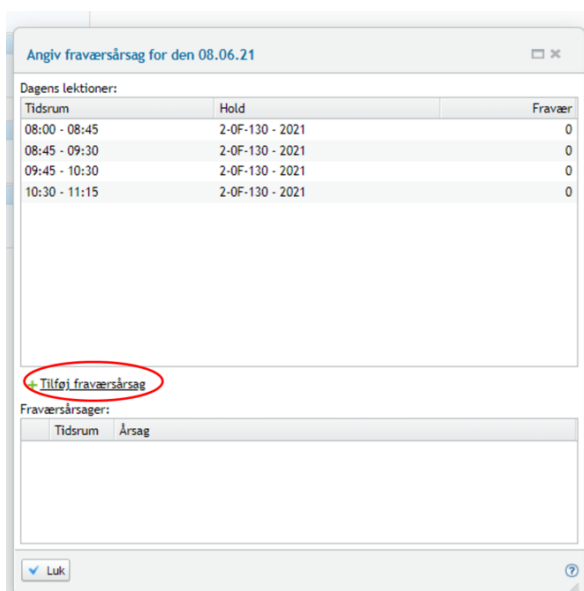 Angiv fraværsårsag for den 08.06.21
Dagens lektioner:
Tidsrum Hold Fravær
08:00 - 08:45 2-0F-130 - 2021 0
08:45 - 09:30 2-0F-130 - 2021 0
09:45 - 10:30 2-0F-130 - 2021 0
10:30 - 11:15 2-0F-130 - 2021 0
Tilføj fraværsårsag
Fraværsårsager:
Tidsrum Årsag
Luk